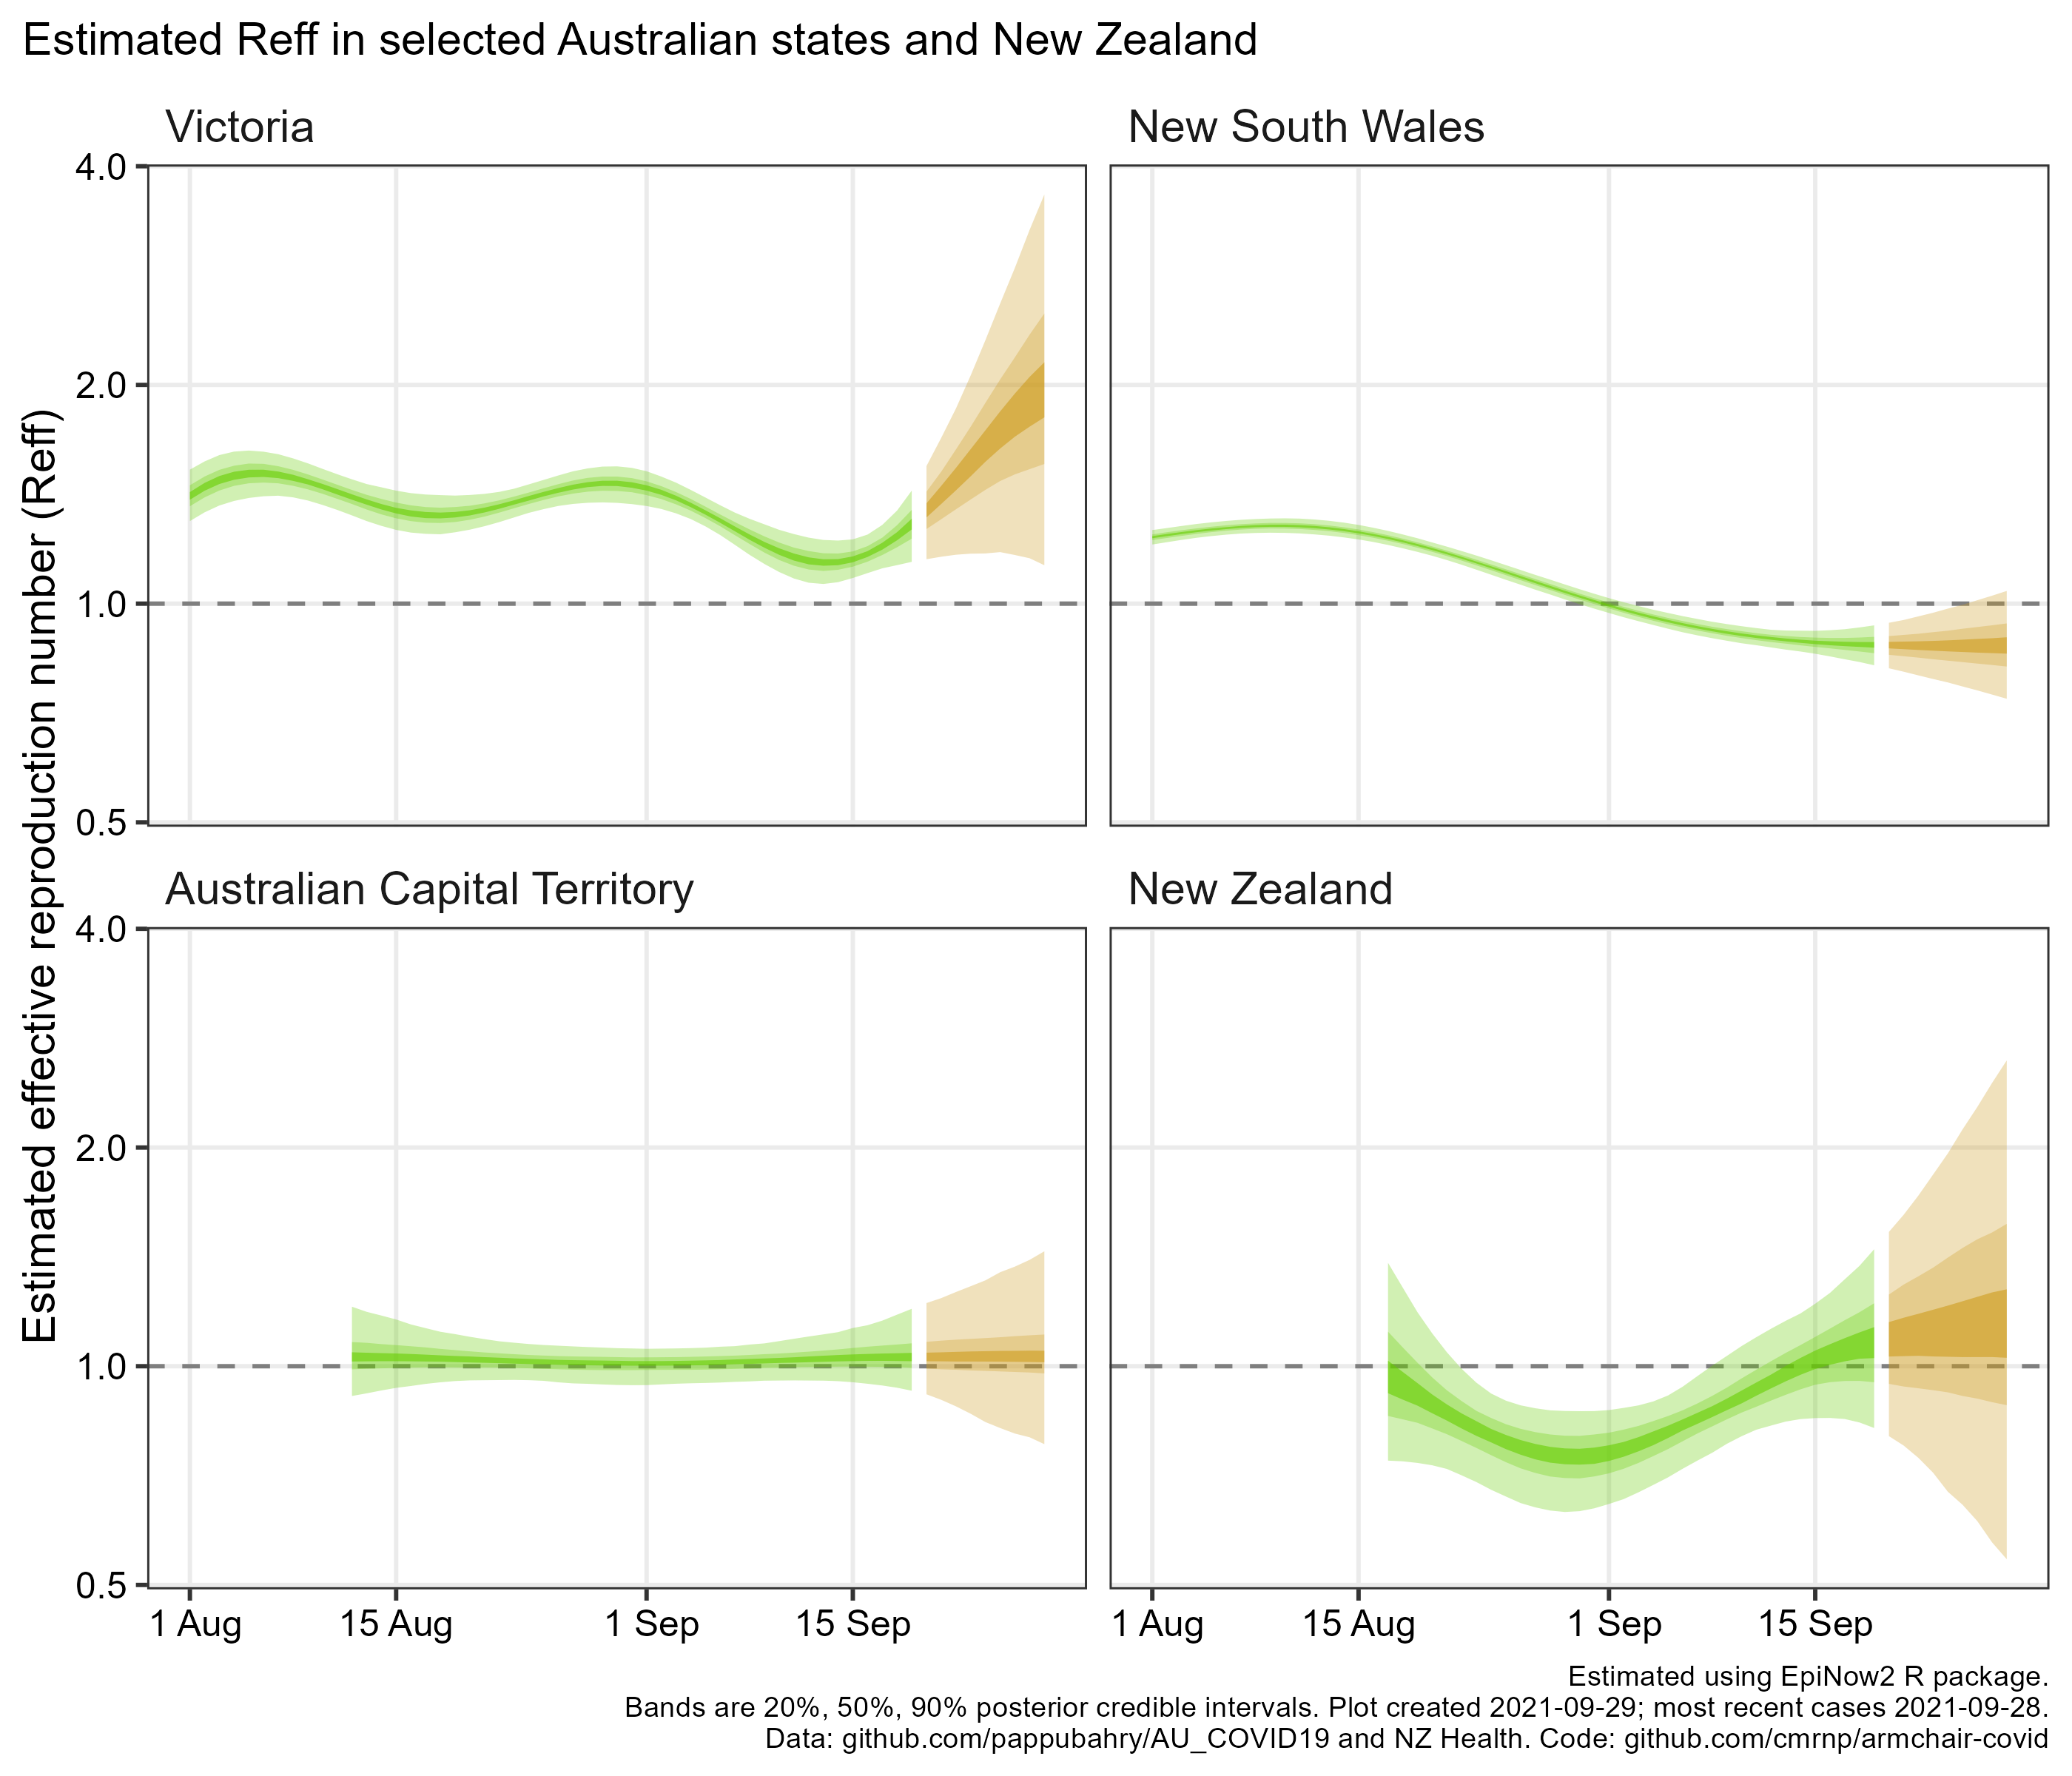 Estimated Reff in selected Australian states and New Zealand
Estimated effective reproduction number (Reff)
Victoria
New South Wales
4.0
2.0
1.0
0.5
Australian Capital Territory
New Zealand
4.0
2.0
1.0
0.5
1 Aug
15 Aug
1 Sep
15 Sep
1 Aug
15 Aug
1 Sep
15 Sep
Estimated using EpiNow2 R package.
Bands are 20%, 50%, 90% posterior credible intervals. Plot created 2021-09-29; most recent cases 2021-09-28.
Data: github.com/pappubahry/AU_COVID19 and NZ Health. Code: github.com/cmrnp/armchair-covid